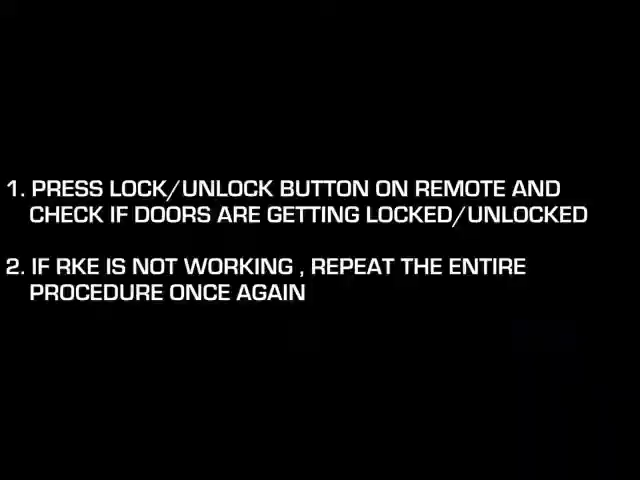 1. PRESS LOCK/UNLOCK BUTTON ON REMOTE AND
CHECK IF DOORS ARE GETTING LOCKED/UNLOCKED
2. IF RKE IS NOT WORKING , REPEAT THE ENTIRE
PROCEDURE ONCE AGAIN